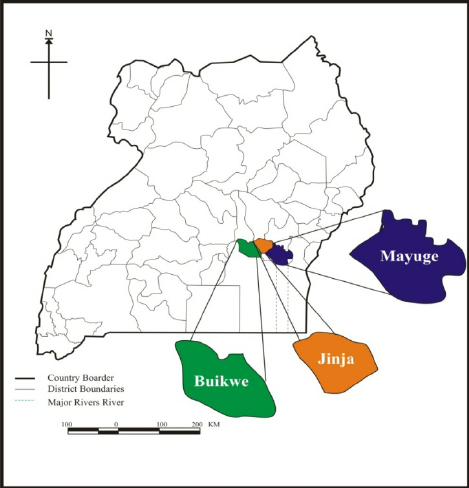 N
Mayuge
Jinja
Buikwe
Country Boarder
District Boundaries
Major Rivers River
100 0 100 200 KM